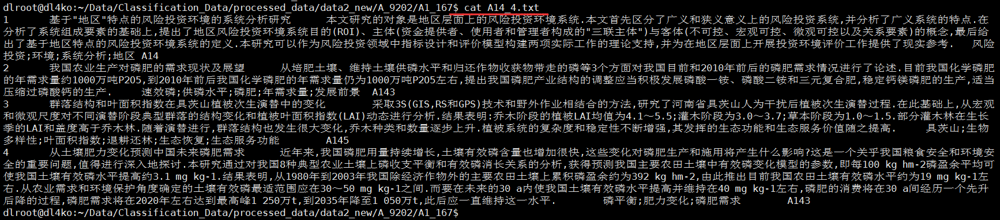 dlroot@dl4ko:~/Data/Classification_Data/processed_data/data2_new/A_9202/A1_167$ cat A14_4.txt
1 基于"地区"特点的风险投资环境的系统分析研究 本文研究的对象是地区层面上的风险投资环境系统.本文首先区分了广义和狭义意义上的风险投资系统,并分析了广义系统的特点.在
分析了系统组成要素的基础上,提出了地区风险投资环境系统目的(ROI)、主体(资金提供者、使用者和管理者构成的"三联主体")与客体(不可控、宏观可控、微观可控以及关系要素)的概念,最后给
出了基于地区特点的风险投资环境系统的定义.本研究可以作为风险投资领域中指标设计和评价模型构建两项实际工作的理论支持,并为在地区层面上开展投资环境评价工作提供了现实参考. 风险
投资;环境;系统分析;地区 A14
2 我国农业生产对磷肥的需求现状及展望 从培肥土壤、维持土壤供磷水平和归还作物收获物带走的磷等3个方面对我国目前和2010年前后的磷肥需求情况进行了论述.目前我国化学磷肥
的年需求量约1000万吨P2O5,到2010年前后我国化学磷肥的年需求量仍为1000万吨P2O5左右,提出我国磷肥产业结构的调整应当积极发展磷酸一铵、磷酸二铵和三元复合肥,稳定钙镁磷肥的生产,适当
压缩过磷酸钙的生产. 速效磷;供磷水平;磷肥;年需求量;发展前景 A143
3 群落结构和叶面积指数在具茨山植被次生演替中的变化 采取3S(GIS,RS和GPS)技术和野外作业相结合的方法,研究了河南省具茨山人为干扰后植被次生演替过程.在此基础上,从宏观
和微观尺度对不同演替阶段典型群落的结构变化和植被叶面积指数(LAI)动态进行分析.结果表明:乔木阶段的植被LAI均值为4.1～5.5;灌木阶段为3.0～3.7;草本阶段为1.0～1.5.部分灌木林在生长
季的LAI和盖度高于乔木林.随着演替进行,群落结构也发生很大变化,乔木种类和数量逐步上升.植被系统的复杂度和稳定性不断增强,其发挥的生态功能和生态服务价值随之提高. 具茨山;生物
多样性;叶面积指数;退耕还林;生态恢复;生态服务功能 A145
4 从土壤肥力变化预测中国未来磷肥需求 近年来,我国磷肥用量持续增长,土壤有效磷含量也增加很快,这些变化对磷肥生产和施用将产生什么影响?这是一个关乎我国粮食安全和环境安
全的重要问题,值得进行深入地探讨.本研究通过对我国8种典型农业土壤上磷收支平衡和有效磷消长关系的分析,获得预测我国主要农田土壤中有效磷变化模型的参数,即每100 kg hm-2磷盈余平均可
使我国土壤有效磷水平提高约3.1 mg kg-1.结果表明,从1980年到2003年我国除经济作物外的主要农田土壤上累积磷盈余约为392 kg hm-2,由此推出目前我国农田土壤有效磷水平约为19 mg kg-1左
右.从农业需求和环境保护角度确定的土壤有效磷最适范围应在30～50 mg kg-1之间.而要在未来的30 a内使我国土壤有效磷水平提高并维持在40 mg kg-1左右,磷肥的消费将在30 a间经历一个先升
后降的过程,磷肥需求将在2020年左右达到最高峰1 250万t,到2035年降至1 050万t,此后应一直维持这一水平. 磷平衡;肥力变化;磷肥需求 A143
dlroot@dl4ko:~/Data/Classification_Data/processed_data/data2_new/A_9202/A1_167$